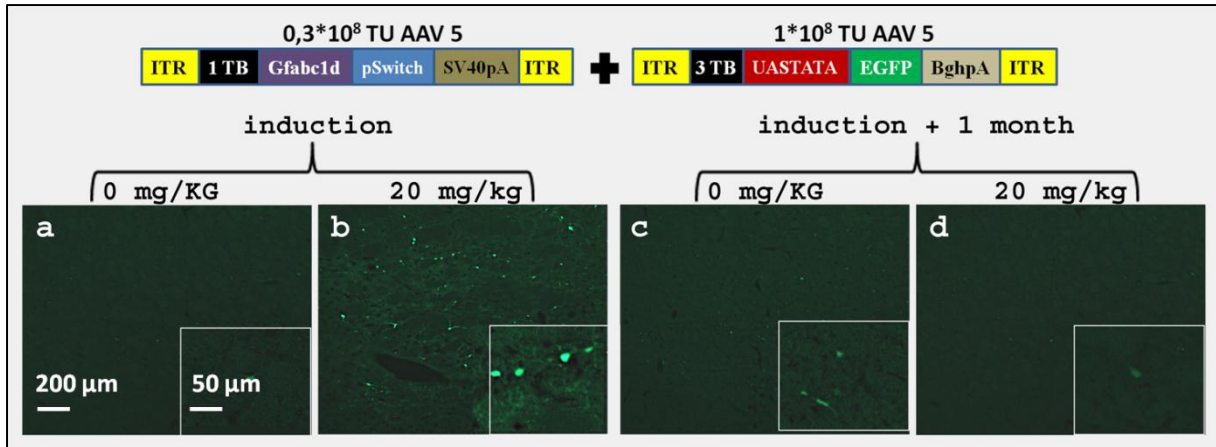 0,3*10⁸ TU AAV 5 1*10⁸ TU AAV 5
ITR 1 TB Gfabc1d pSwitch SV40pA ITR + ITR 3 TB UASTATA EGFP BghpA ITR
induction induction + 1 month
0 mg/KG 20 mg/kg 0 mg/KG 20 mg/kg
a b c d
200 µm 50 µm